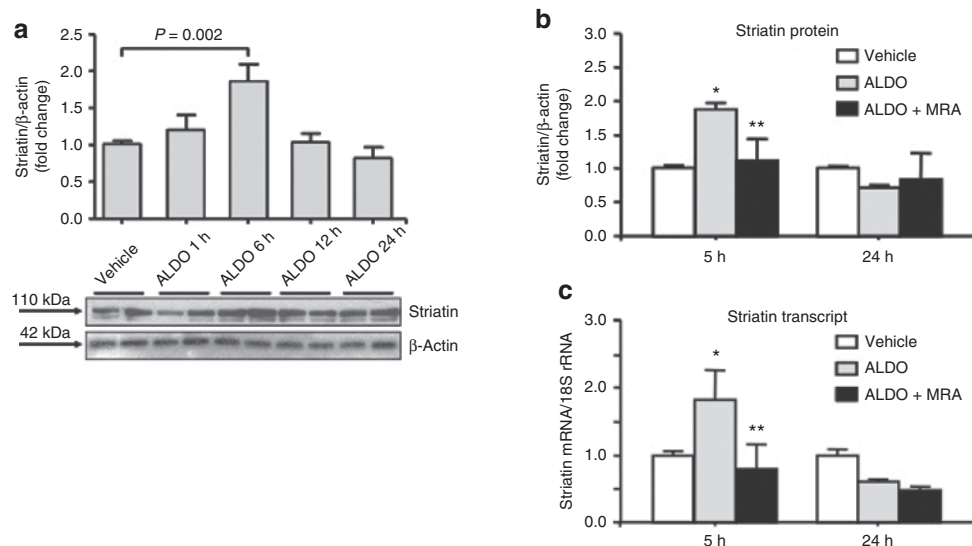 a
P = 0.002
Striatin/β-actin
(fold change)
2.5
2.0
1.5
1.0
0.5
0.0
Vehicle
ALDO 1 h
ALDO 6 h
ALDO 12 h
ALDO 24 h
110 kDa
Striatin
42 kDa
β-Actin
b
Striatin protein
Striatin/β-actin
(fold change)
3.0
2.5
2.0
1.5
1.0
0.5
0.0
Vehicle
ALDO
ALDO + MRA
*
**
5 h
24 h
c
Striatin transcript
Striatin mRNA/18S rRNA
3.0
2.0
1.0
0.0
Vehicle
ALDO
ALDO + MRA
*
**
5 h
24 h